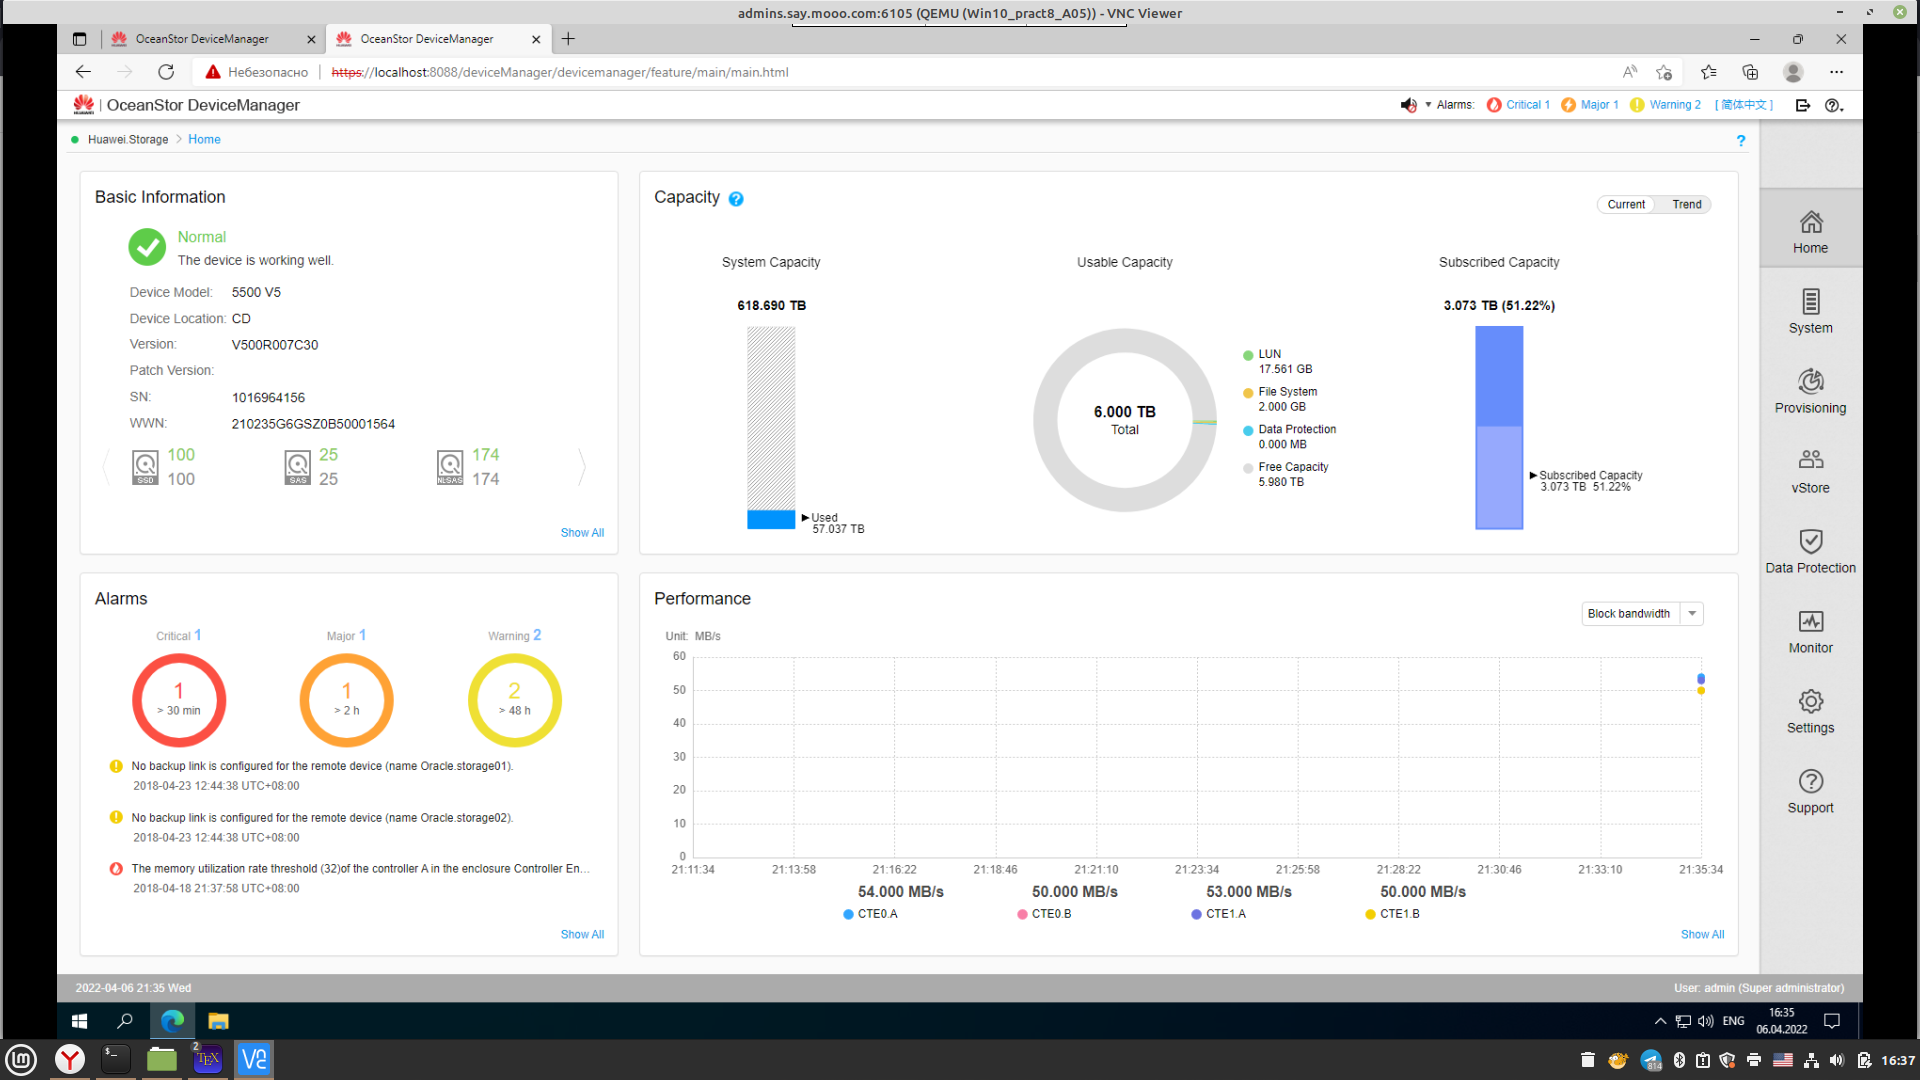 admins.say.mooo.com:6105 (QEMU (Win10_pract8_A05)) - VNC Viewer
OceanStor DeviceManager
OceanStor DeviceManager
Небезопасно
https://localhost:8088/deviceManager/devicemanager/feature/main/main.html
HUAWEI
OceanStor DeviceManager
Alarms:
Critical 1
Major 1
Warning 2
[ 简体中文 ]
Huawei.Storage > Home
Basic Information
Normal
The device is working well.
Device Model: 5500 V5
Device Location: CD
Version: V500R007C30
Patch Version:
SN: 1016964156
WWN: 210235G6GSZ0B50001564
SSD
100
100
SAS
25
25
NLSAS
174
174
Show All
Capacity
Current
Trend
System Capacity
618.690 TB
Used
57.037 TB
Usable Capacity
6.000 TB
Total
LUN
17.561 GB
File System
2.000 GB
Data Protection
0.000 MB
Free Capacity
5.980 TB
Subscribed Capacity
3.073 TB (51.22%)
Subscribed Capacity
3.073 TB 51.22%
Alarms
Critical 1
Major 1
Warning 2
1
> 30 min
1
> 2 h
2
> 48 h
No backup link is configured for the remote device (name Oracle.storage01).
2018-04-23 12:44:38 UTC+08:00
No backup link is configured for the remote device (name Oracle.storage02).
2018-04-23 12:44:38 UTC+08:00
The memory utilization rate threshold (32)of the controller A in the enclosure Controller En...
2018-04-18 21:37:58 UTC+08:00
Show All
Performance
Block bandwidth
Unit: MB/s
60
50
40
30
20
10
0
21:11:34
21:13:58
21:16:22
21:18:46
21:21:10
21:23:34
21:25:58
21:28:22
21:30:46
21:33:10
21:35:34
54.000 MB/s
50.000 MB/s
53.000 MB/s
50.000 MB/s
CTE0.A
CTE0.B
CTE1.A
CTE1.B
Show All
Home
System
Provisioning
vStore
Data Protection
Monitor
Settings
Support
2022-04-06 21:35 Wed
User: admin (Super administrator)
ENG
16:35
06.04.2022
2
TEX
814
16:37